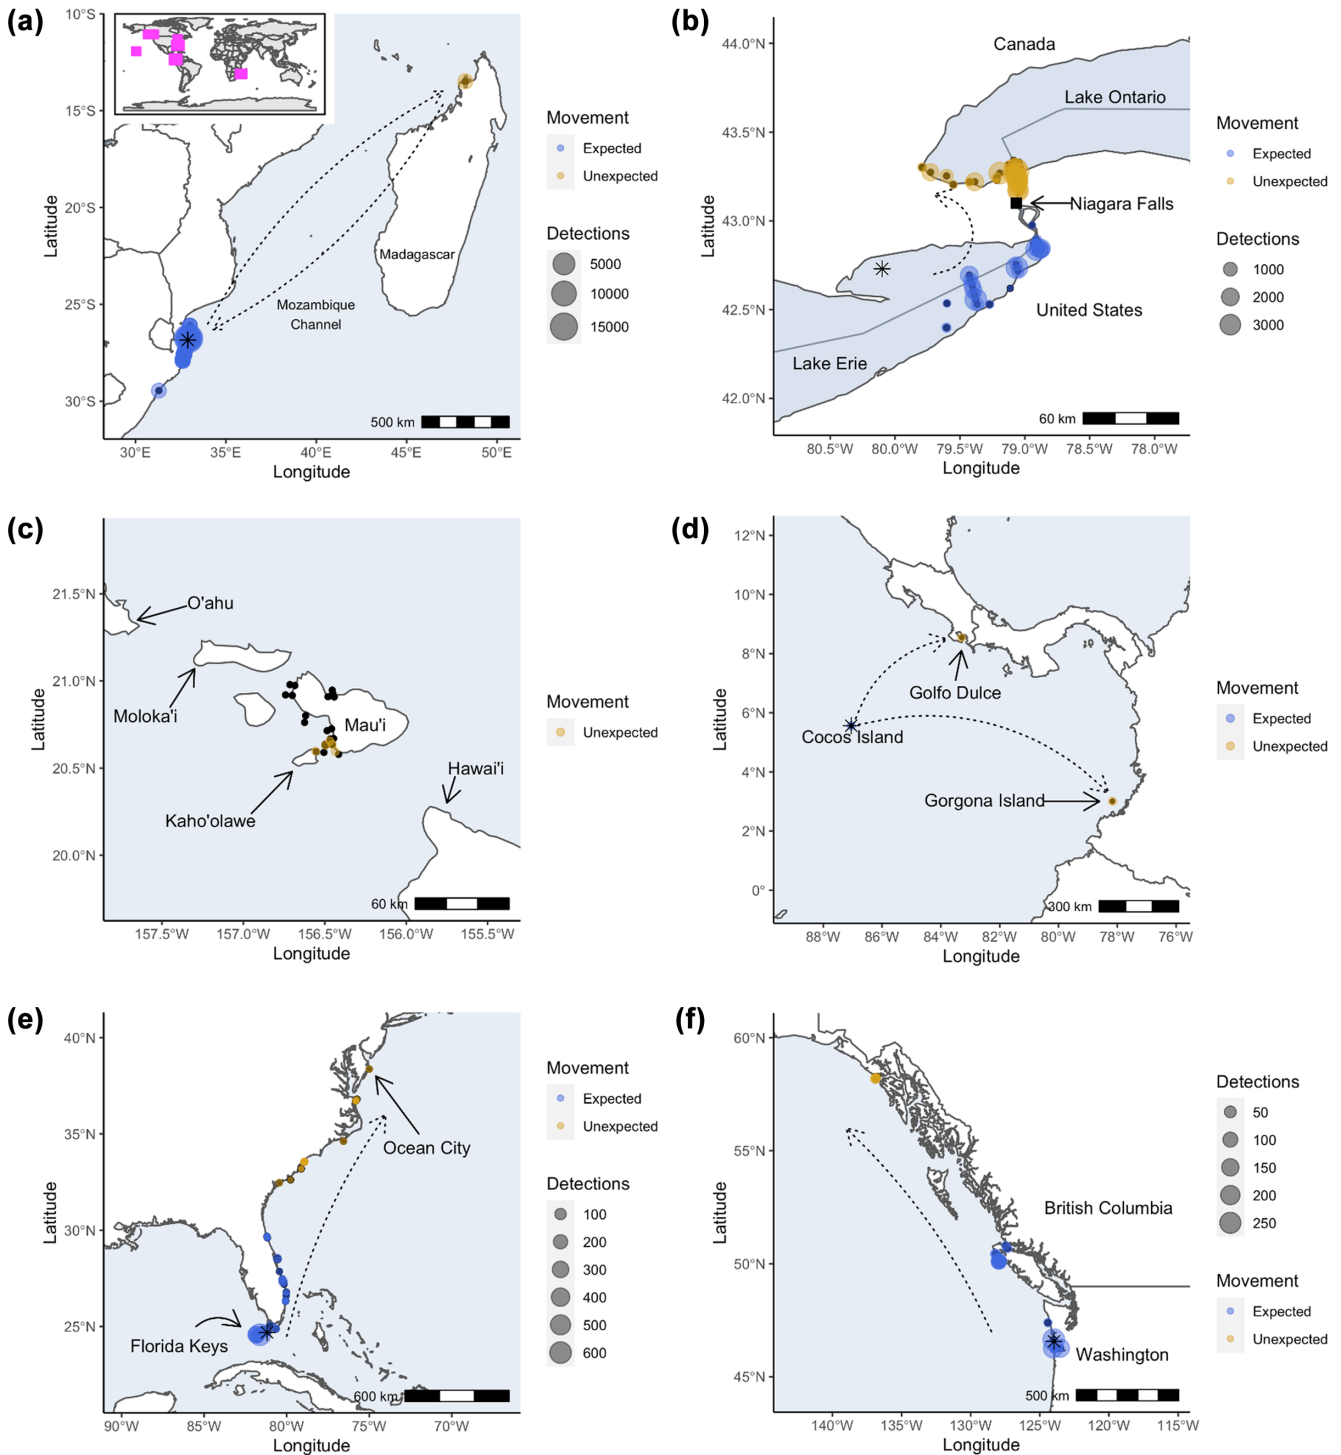 (a)
10°S
15°S
20°S
25°S
30°S
Latitude
30°E
35°E
40°E
45°E
50°E
Longitude
Madagascar
Mozambique
Channel
500 km
Movement
Expected
Unexpected
Detections
5000
10000
15000
(b)
44.0°N
43.5°N
43.0°N
42.5°N
42.0°N
Latitude
80.5°W
80.0°W
79.5°W
79.0°W
78.5°W
78.0°W
Longitude
Canada
Lake Ontario
Niagara Falls
United States
Lake Erie
60 km
Movement
Expected
Unexpected
Detections
1000
2000
3000
(c)
21.5°N
21.0°N
20.5°N
20.0°N
Latitude
157.5°W
157.0°W
156.5°W
156.0°W
155.5°W
Longitude
O'ahu
Moloka'i
Mau'i
Hawai'i
Kaho'olawe
60 km
Movement
Unexpected
(d)
12°N
10°N
8°N
6°N
4°N
2°N
0°
Latitude
88°W
86°W
84°W
82°W
80°W
78°W
76°W
Longitude
Golfo Dulce
Cocos Island
Gorgona Island
300 km
Movement
Expected
Unexpected
(e)
40°N
35°N
30°N
25°N
Latitude
90°W
85°W
80°W
75°W
70°W
Longitude
Ocean City
Florida Keys
600 km
Movement
Expected
Unexpected
Detections
100
200
300
400
500
600
(f)
60°N
55°N
50°N
45°N
Latitude
140°W
135°W
130°W
125°W
120°W
115°W
Longitude
British Columbia
Washington
500 km
Detections
50
100
150
200
250
Movement
Expected
Unexpected